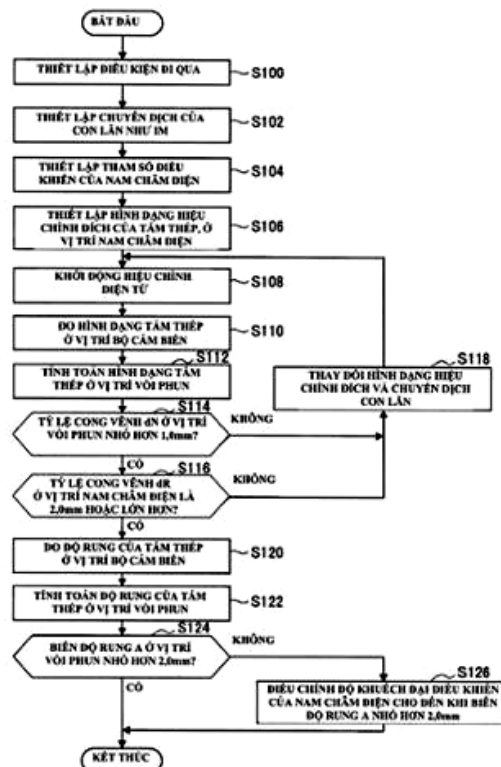 BẮT ĐẦU
THIẾT LẬP ĐIỀU KIỆN ĐI QUA
S100
THIẾT LẬP CHUYỂN DỊCH CỦA
CON LĂN NHƯ IM
S102
THIẾT LẬP THAM SỐ ĐIỀU
KHIỂN CỦA NAM CHÂM ĐIỆN
S104
THIẾT LẬP HÌNH DẠNG HIỆU
CHỈNH ĐÍCH CỦA TẤM THÉP, Ở
VỊ TRÍ NAM CHÂM ĐIỆN
S106
KHỞI ĐỘNG HIỆU CHỈNH
ĐIỆN TỪ
S108
ĐO HÌNH DẠNG TẤM THÉP
Ở VỊ TRÍ BỘ CẢM BIẾN
S110
S112
TÍNH TOÁN HÌNH DẠNG TẤM
THÉP Ở VỊ TRÍ VÒI PHUN
S118
THAY ĐỔI HÌNH DẠNG HIỆU
CHỈNH ĐÍCH VÀ CHUYỂN DỊCH
CON LĂN
S114
TỶ LỆ CONG VÊNH dN Ở VỊ TRÍ
VÒI PHUN NHỎ HƠN 1,0mm?
KHÔNG
CÓ
S116
TỶ LỆ CONG VÊNH dR
Ở VỊ TRÍ NAM CHÂM ĐIỆN LÀ
2,0mm HOẶC LỚN HƠN?
KHÔNG
CÓ
ĐO ĐỘ RUNG CỦA TẤM THÉP
Ở VỊ TRÍ BỘ CẢM BIẾN
S120
TÍNH TOÁN ĐỘ RUNG CỦA TẤM
THÉP Ở VỊ TRÍ VÒI PHUN
S122
S124
BIÊN ĐỘ RUNG A Ở VỊ TRÍ
VÒI PHUN NHỎ HƠN 2,0mm?
KHÔNG
CÓ
S126
ĐIỀU CHỈNH ĐỘ KHUẾCH ĐẠI ĐIỀU KHIỂN
CỦA NAM CHÂM ĐIỆN CHO ĐẾN KHI BIÊN
ĐỘ RUNG A NHỎ HƠN 2,0mm
KẾT THÚC